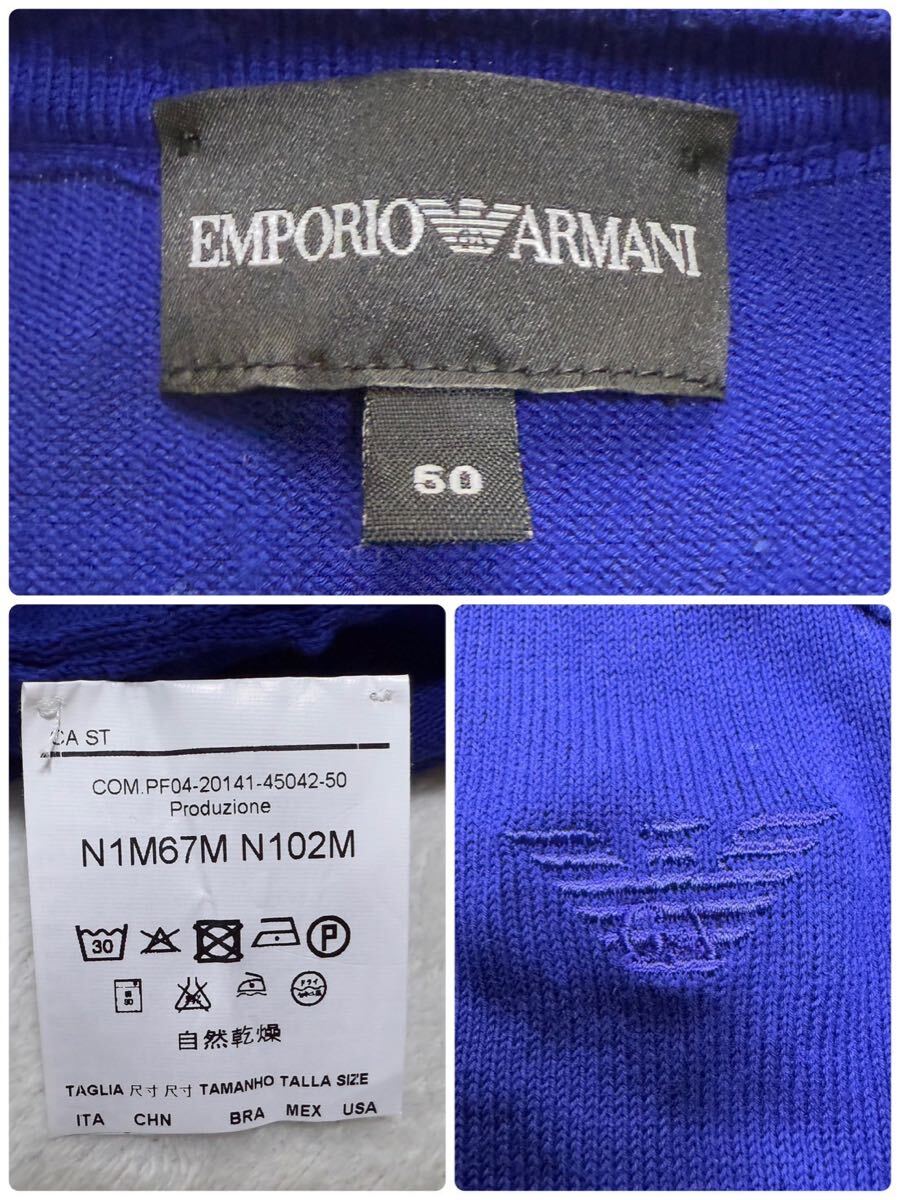 EMPORIO ARMANI
50
CA ST
COM.PF04-20141-45042-50
Produzione
N1M67M N102M
30
P
自然乾燥
TAGLIA 尺寸 尺寸 TAMANHO TALLA SIZE
ITA CHN BRA MEX USA